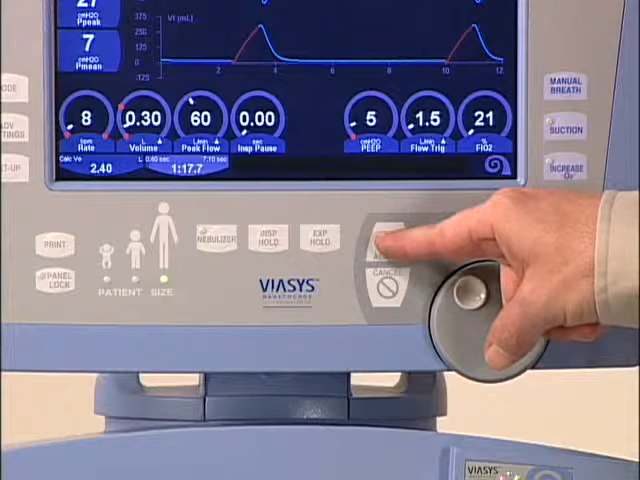 27
cmH2O
Ppeak
7
cmH2O
Pmean
375
250
125
0
-125
Vt (mL)
2 4 6 8 10 12
8
bpm
Rate
0.30
L
Volume
60
L/min
Peak Flow
0.00
sec
Insp Pause
5
cmH2O
PEEP
1.5
L/min
Flow Trig
21
%
FIO2
Calc Ve
2.40
L
0.60 sec
7:10 sec
1:17.7
MANUAL
BREATH
SUCTION
INCREASE
O2
PRINT
PANEL
LOCK
PATIENT SIZE
NEBULIZER
INSP
HOLD
EXP
HOLD
CANCEL
VIASYS
HEALTHCARE
VIASYS